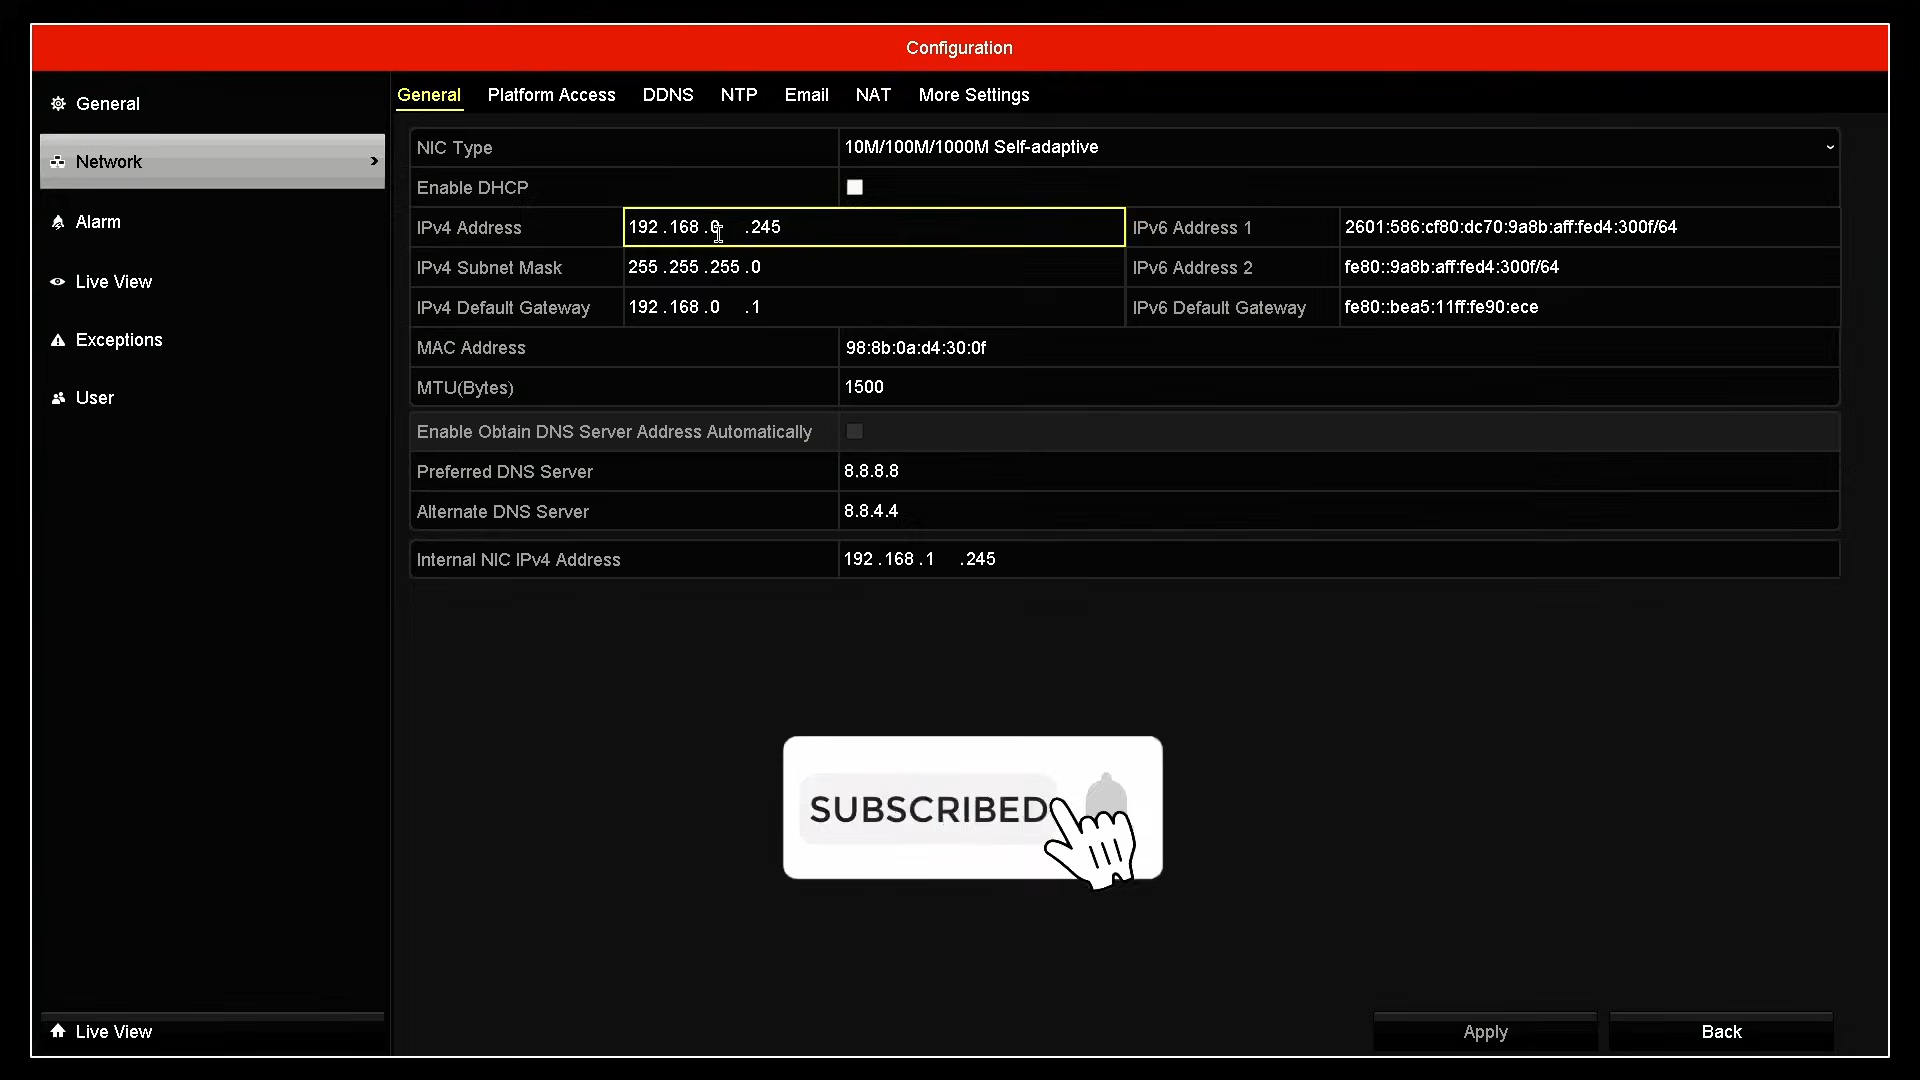 Configuration
General
Network
Alarm
Live View
Exceptions
User
Live View
General Platform Access DDNS NTP Email NAT More Settings
NIC Type 10M/100M/1000M Self-adaptive
Enable DHCP
IPv4 Address 192 .168 .0 .245 IPv6 Address 1 2601:586:cf80:dc70:9a8b:aff:fed4:300f/64
IPv4 Subnet Mask 255 .255 .255 .0 IPv6 Address 2 fe80::9a8b:aff:fed4:300f/64
IPv4 Default Gateway 192 .168 .0 .1 IPv6 Default Gateway fe80::bea5:11ff:fe90:ece
MAC Address 98:8b:0a:d4:30:0f
MTU(Bytes) 1500
Enable Obtain DNS Server Address Automatically
Preferred DNS Server 8.8.8.8
Alternate DNS Server 8.8.4.4
Internal NIC IPv4 Address 192 .168 .1 .245
SUBSCRIBED
Apply Back